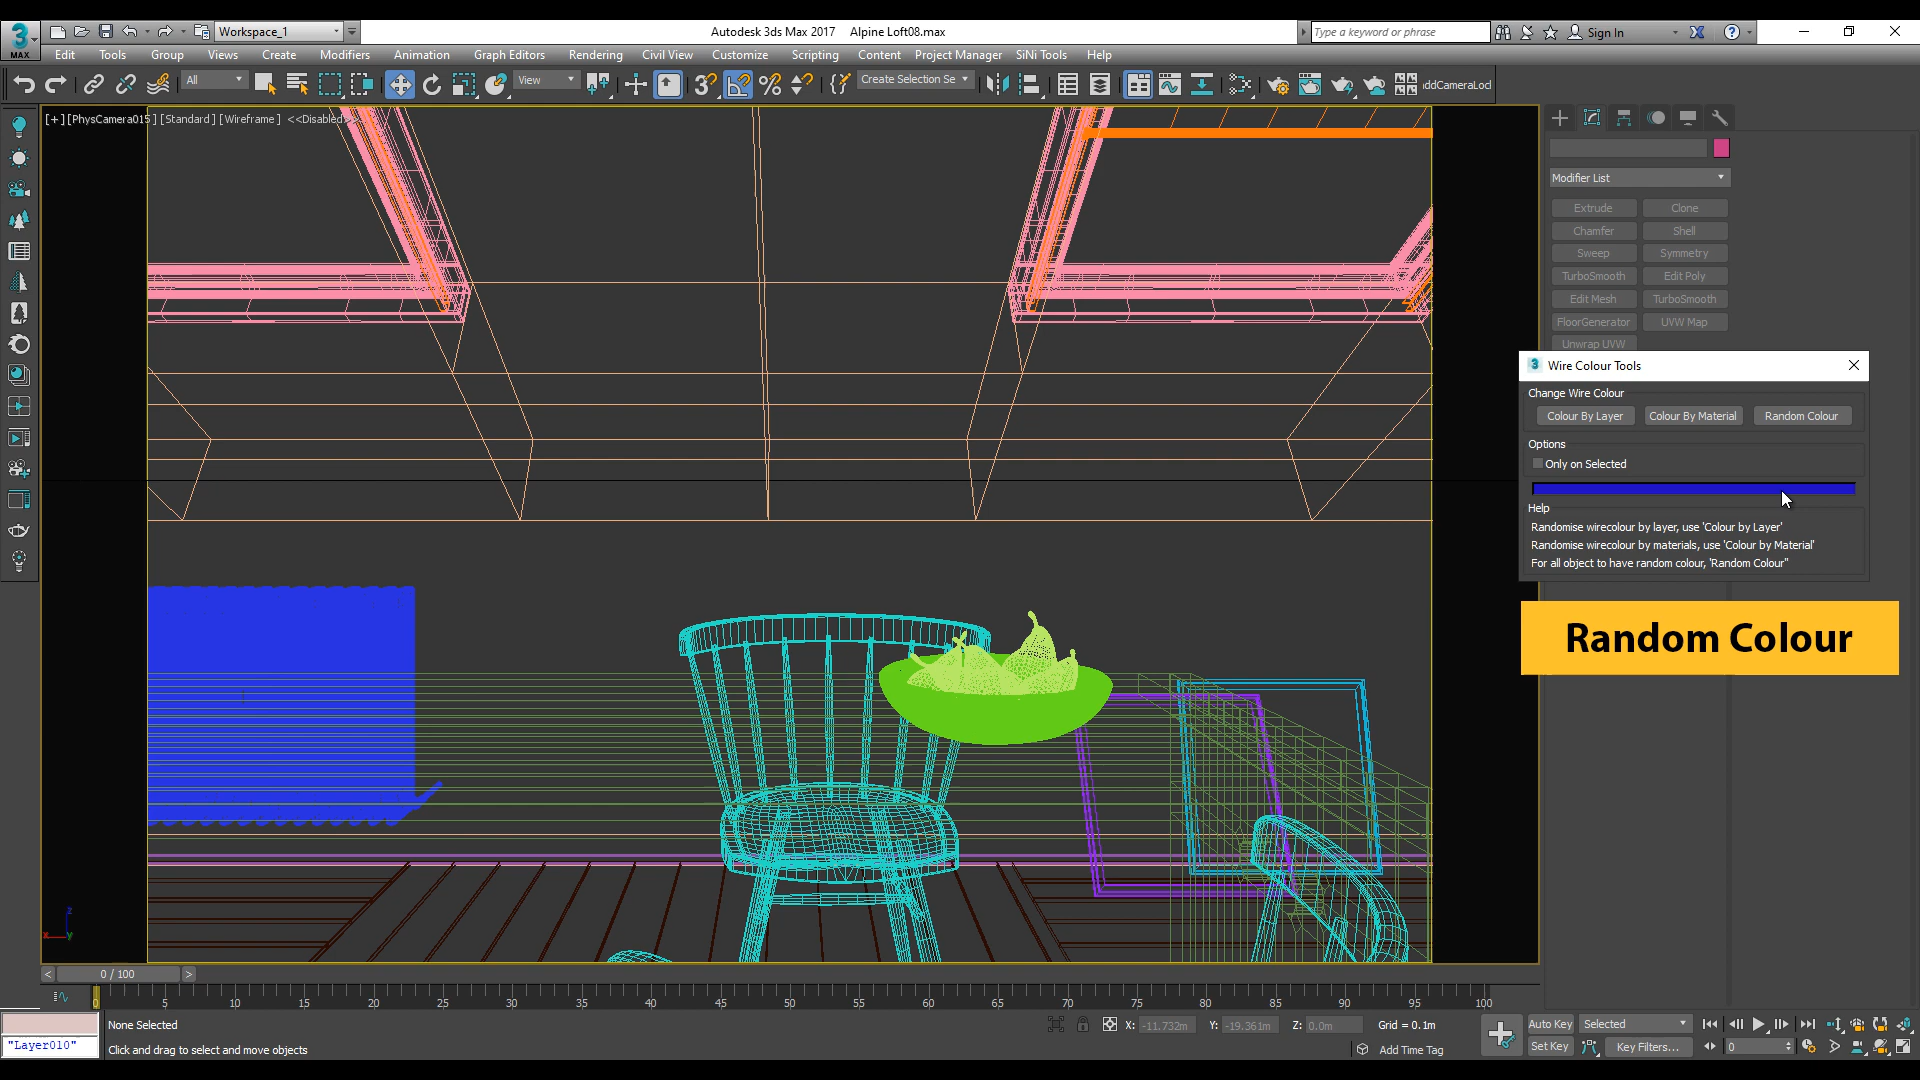 3
MAX
Workspace_1
Autodesk 3ds Max 2017    Alpine Loft08.max
Type a keyword or phrase
Sign In
Edit Tools Group Views Create Modifiers Animation Graph Editors Rendering Civil View Customize Scripting Content Project Manager SiNi Tools Help
All
View
Create Selection Se
ddCameraLocl
[+] [PhysCamera015 ] [Standard ] [Wireframe ] <<Disabled>>
Modifier List
Extrude Clone
Chamfer Shell
Sweep Symmetry
TurboSmooth Edit Poly
Edit Mesh TurboSmooth
FloorGenerator UVW Map
Unwrap UVW
3 Wire Colour Tools
Change Wire Colour
Colour By Layer Colour By Material Random Colour
Options
Only on Selected
Help
Randomise wirecolour by layer, use 'Colour by Layer'
Randomise wirecolour by materials, use 'Colour by Material'
For all object to have random colour, 'Random Colour"
Random Colour
z
x y
< 0 / 100 >
0 5 10 15 20 25 30 35 40 45 50 55 60 65 70 75 80 85 90 95 100
None Selected
X: -11.732m Y: -19.361m Z: 0.0m Grid = 0.1m
Auto Key Selected
"Layer010"
Click and drag to select and move objects
Add Time Tag
Set Key Key Filters... 0